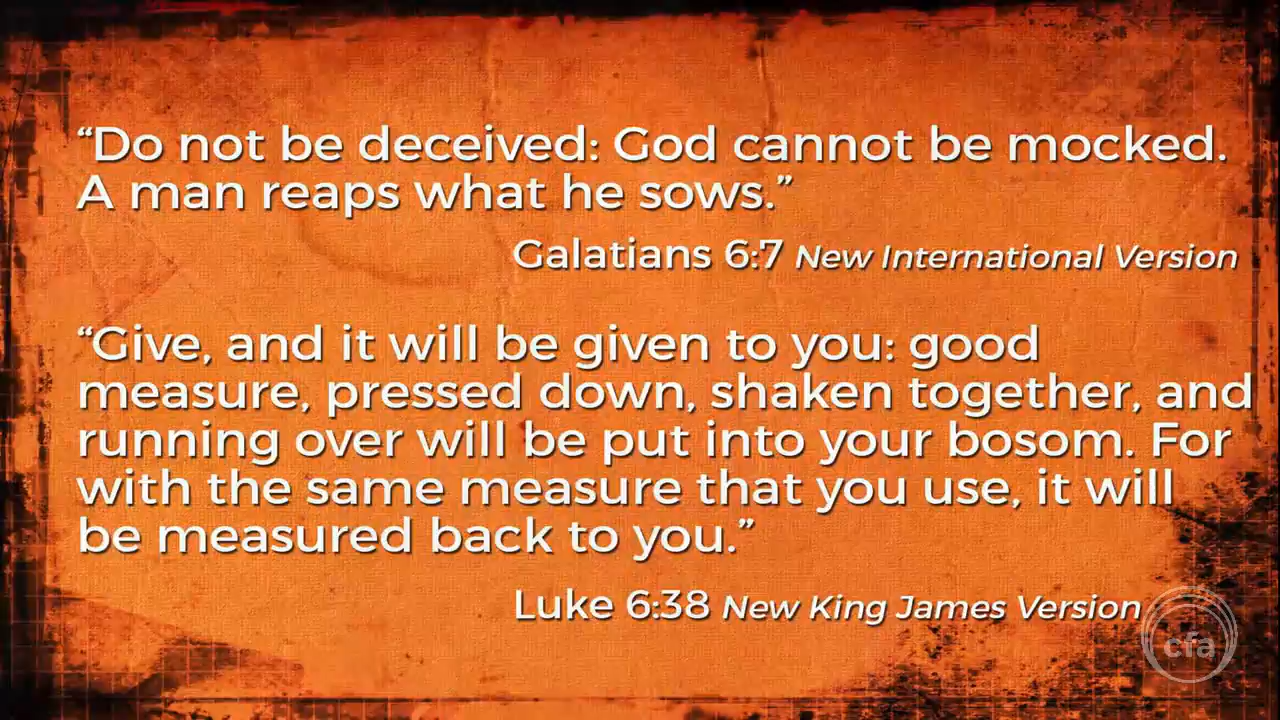 “Do not be deceived: God cannot be mocked.
A man reaps what he sows.”
Galatians 6:7 New International Version
“Give, and it will be given to you: good
measure, pressed down, shaken together, and
running over will be put into your bosom. For
with the same measure that you use, it will
be measured back to you.”
Luke 6:38 New King James Version
cfa